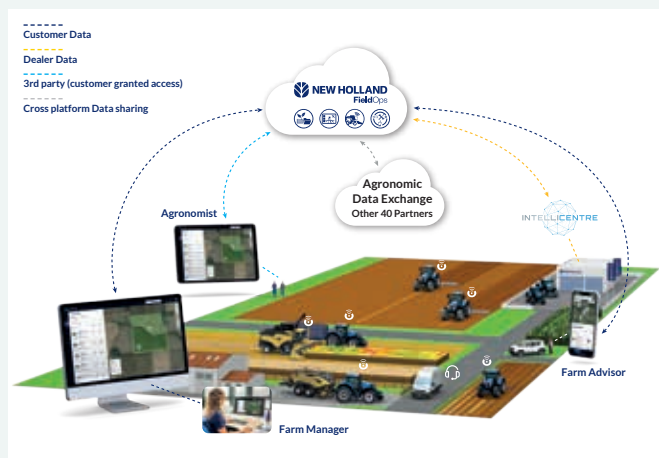 Customer Data
Dealer Data
3rd party (customer granted access)
Cross platform Data sharing
NEW HOLLAND
FieldOps
Agronomic
Data Exchange
Other 40 Partners
Agronomist
INTELLICENTRE
Farm Advisor
Farm Manager